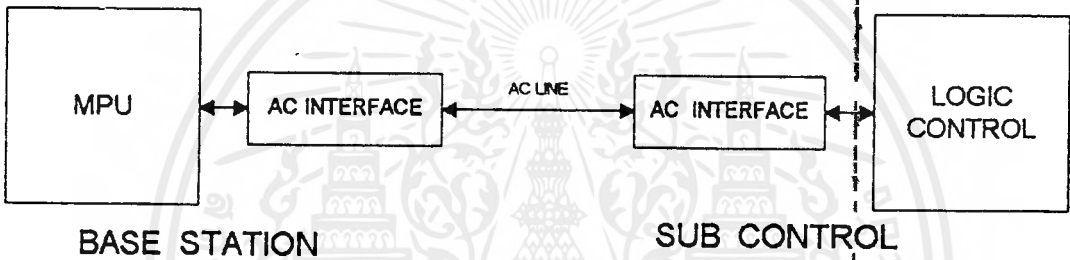 MPU
AC INTERFACE
AC LINE
AC INTERFACE
LOGIC
CONTROL
BASE STATION
SUB CONTROL